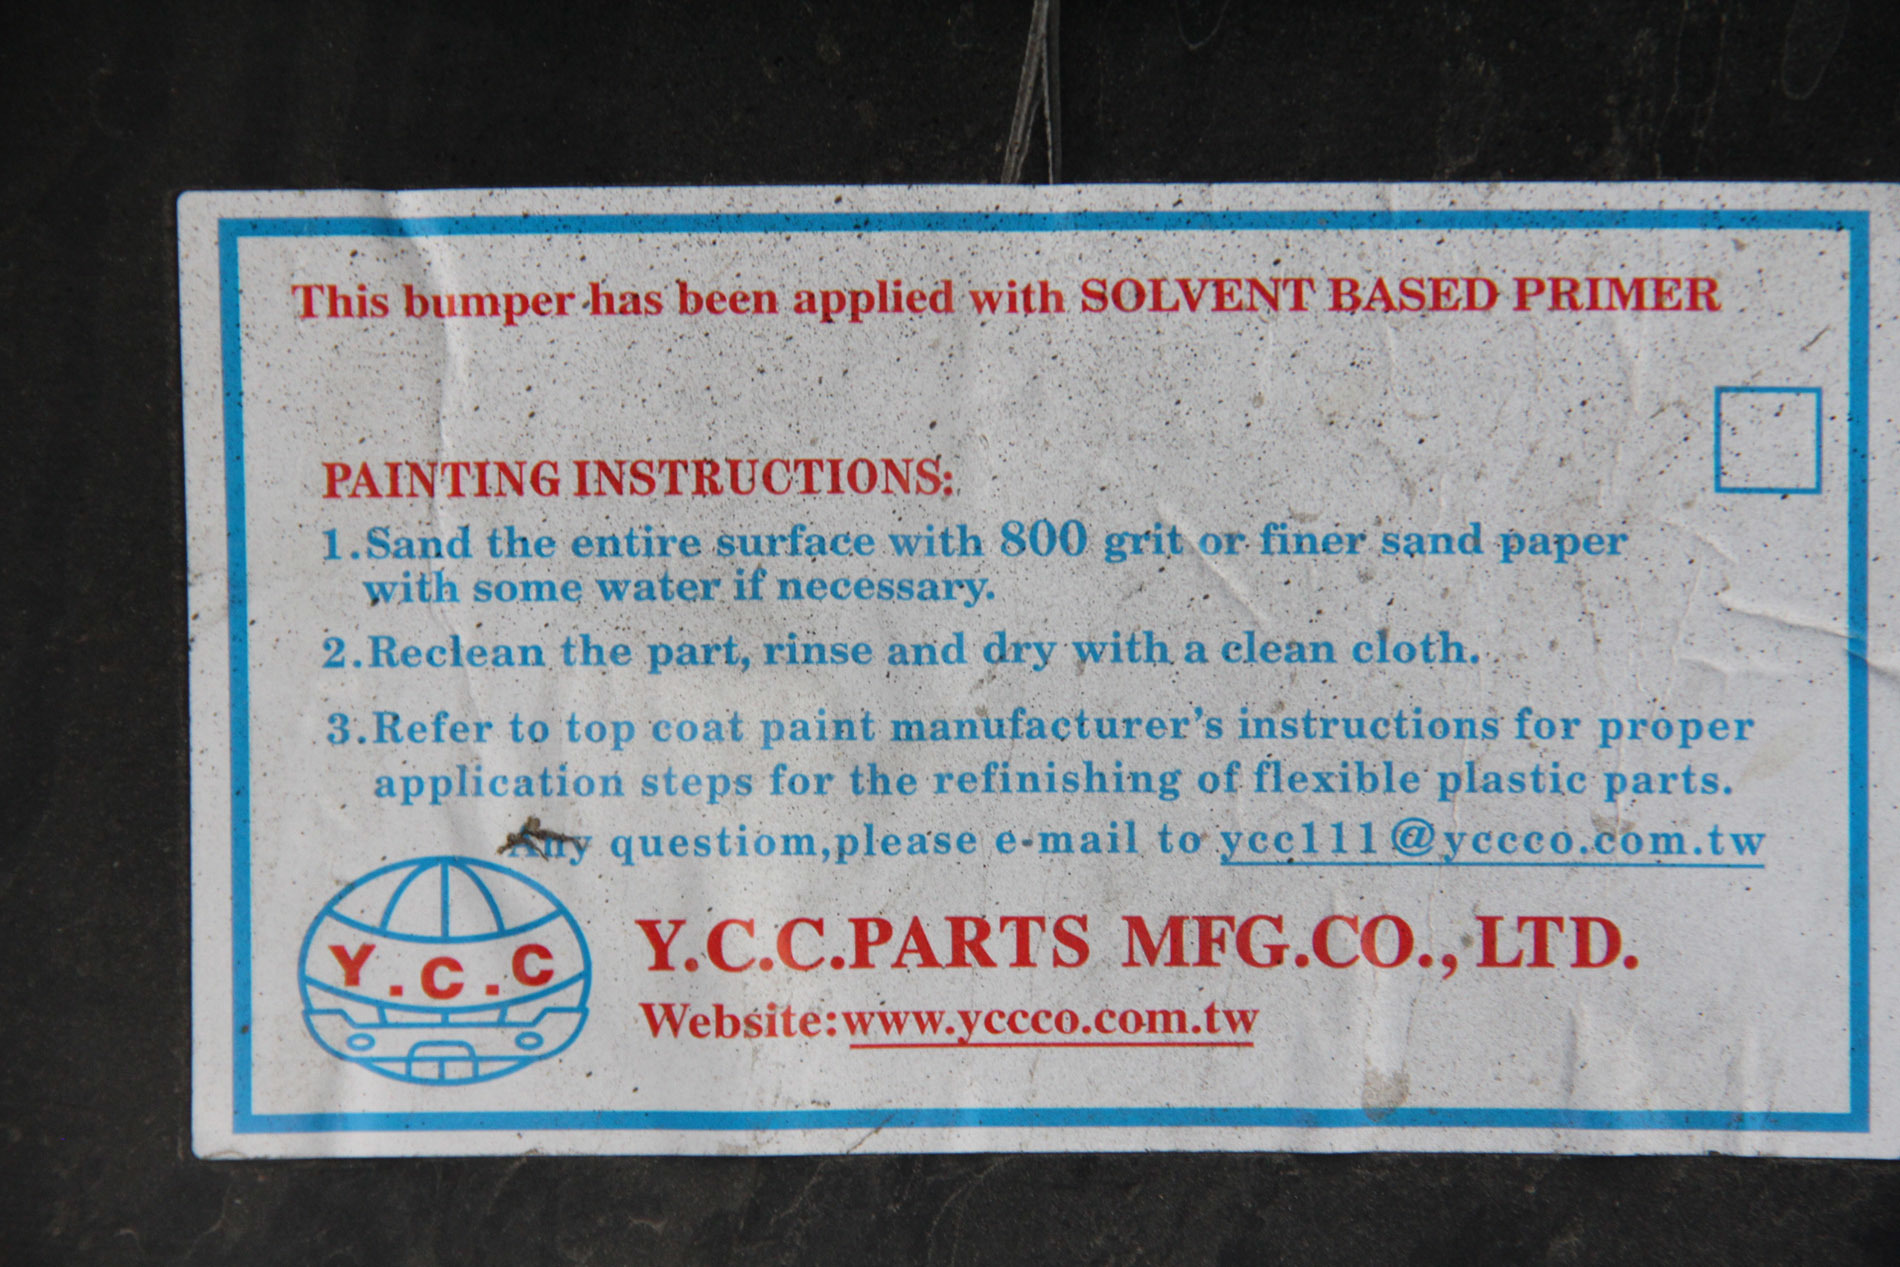 This bumper has been applied with SOLVENT BASED PRIMER
PAINTING INSTRUCTIONS:
1.Sand the entire surface with 800 grit or finer sand paper
with some water if necessary.
2.Reclean the part, rinse and dry with a clean cloth.
3.Refer to top coat paint manufacturer's instructions for proper
application steps for the refinishing of flexible plastic parts.
Any questiom,please e-mail to ycc111@yccco.com.tw
Y.C.C
Y.C.C.PARTS MFG.CO.,LTD.
Website:www.yccco.com.tw